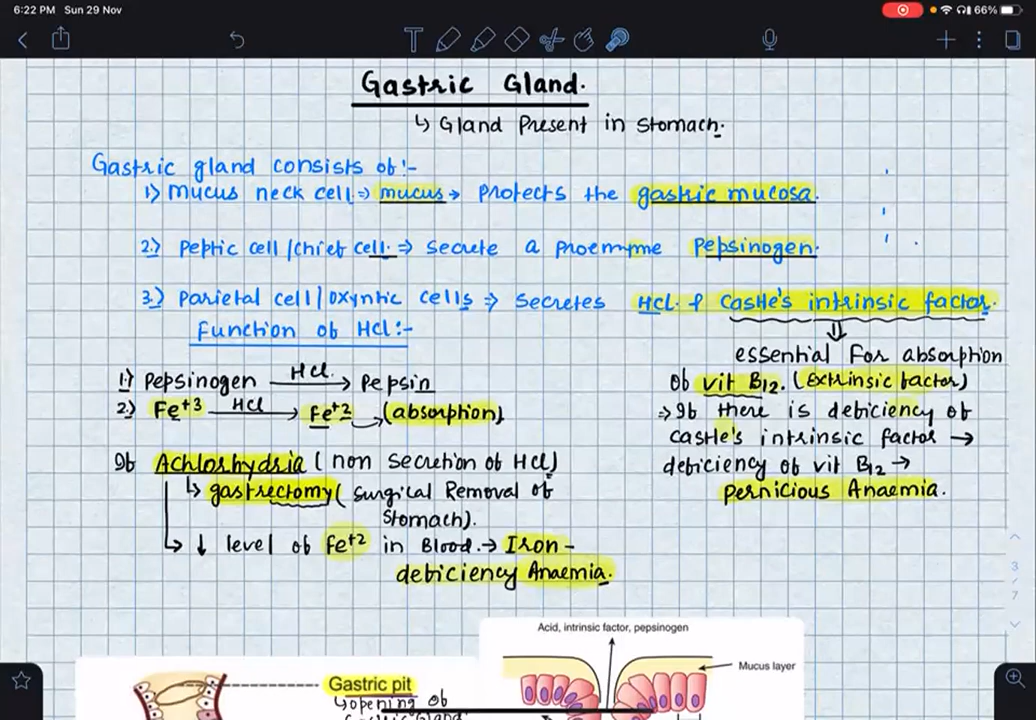 6:22 PM Sun 29 Nov
66%
Gastric Gland.
↳ Gland Present in Stomach.
Gastric gland consists of :-
1) Mucus neck cell ⇒ mucus → Protects the gastric mucosa.
2) Peptic cell/chief cell ⇒ secrete a proenzyme Pepsinogen.
3) Parietal cell/oxyntic cells ⇒ secretes HCl & Castle's intrinsic factor.
Function of HCl :-
1) Pepsinogen —HCl→ Pepsin
2) Fe+3 —HCl→ Fe+2 → (absorption)
If Achlorhydria (non secretion of HCl)
↳ gastrectomy (surgical Removal of
Stomach).
↳ ↓ level of Fe+2 in Blood. → Iron-
deficiency Anaemia.
⇓
essential For absorption
of vit B12. (Extrinsic factor)
⇒ If there is deficiency of
castle's intrinsic factor →
deficiency of vit B12 →
pernicious Anaemia.
3
/
7
Acid, intrinsic factor, pepsinogen
Mucus layer
Gastric pit
↳ opening of
Gastric Gland